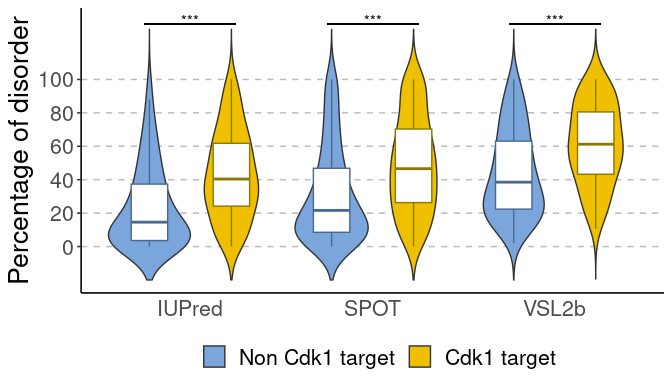 *** *** ***
Percentage of disorder
100
80
60
40
20
0
IUPred SPOT VSL2b
Non Cdk1 target Cdk1 target